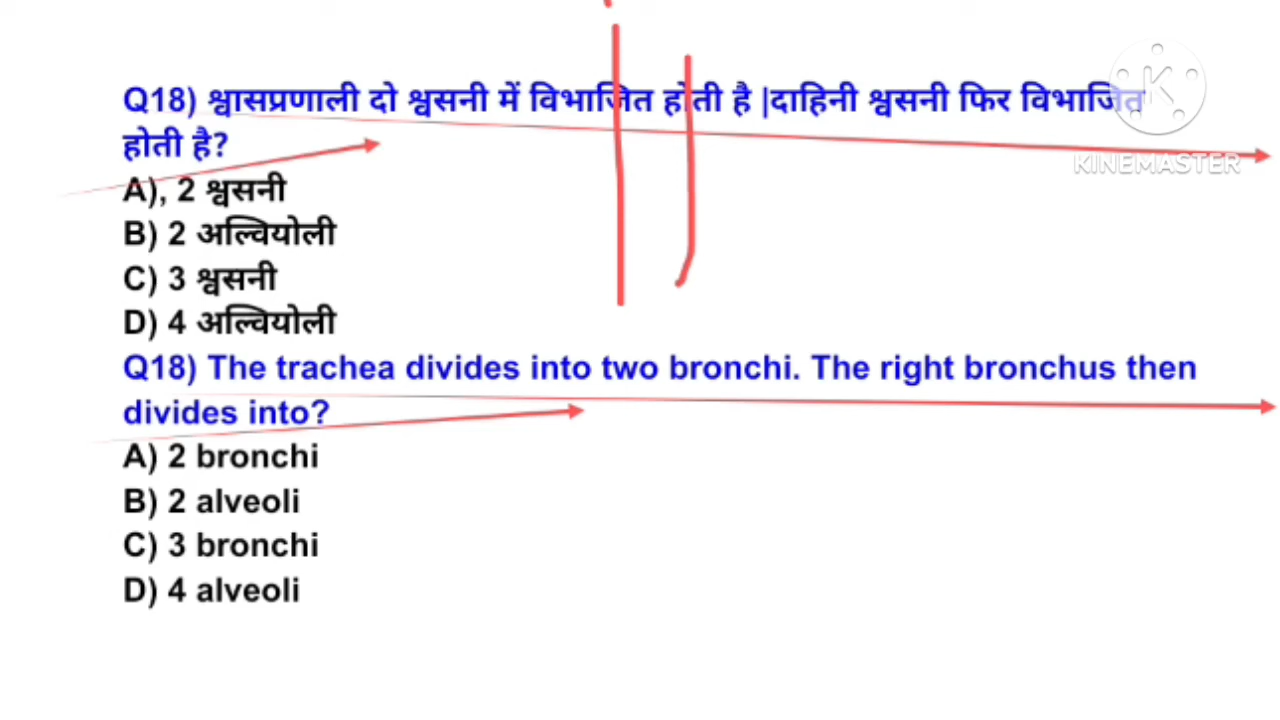 Q18) श्वासप्रणाली दो श्वसनी में विभाजित होती है |दाहिनी श्वसनी फिर विभाजित
होती है?
KINEMASTER
A), 2 श्वसनी
B) 2 अल्वियोली
C) 3 श्वसनी
D) 4 अल्वियोली
Q18) The trachea divides into two bronchi. The right bronchus then
divides into?
A) 2 bronchi
B) 2 alveoli
C) 3 bronchi
D) 4 alveoli